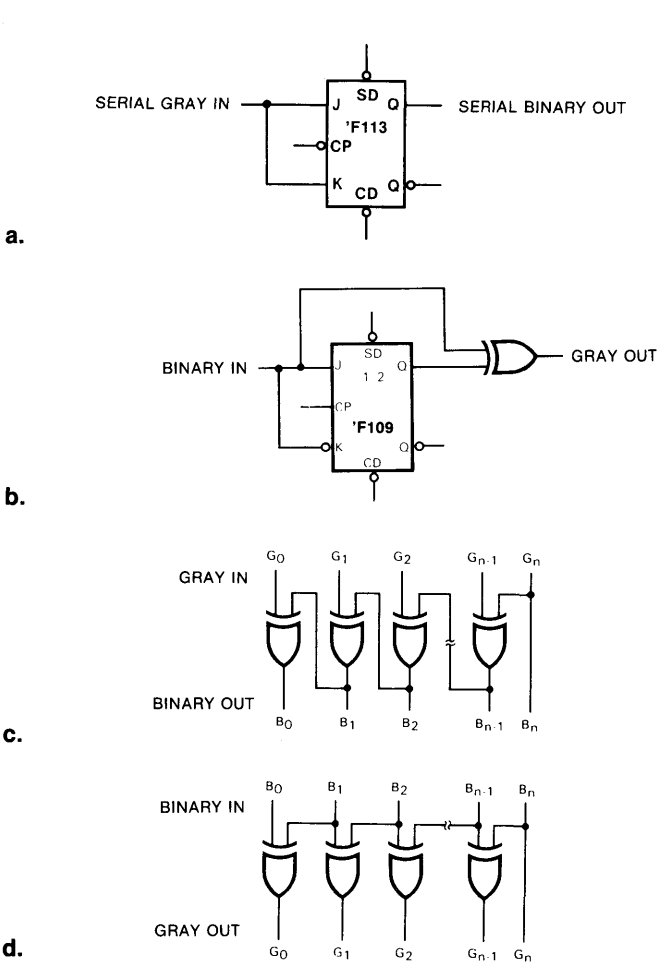 SD
SERIAL GRAY IN J Q SERIAL BINARY OUT
'F113
CP
K Q
CD
a.
BINARY IN J SD Q GRAY OUT
1 2
CP
'F109
K Q
CD
b.
G0 G1 G2 Gn-1 Gn
GRAY IN
BINARY OUT
B0 B1 B2 Bn-1 Bn
c.
B0 B1 B2 Bn-1 Bn
BINARY IN
GRAY OUT
G0 G1 G2 Gn-1 Gn
d.